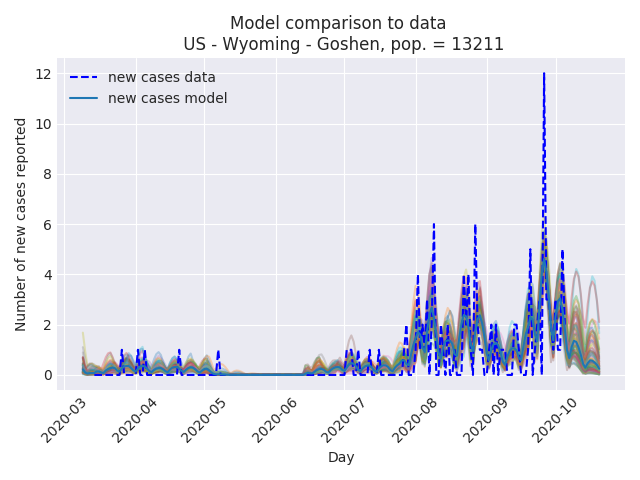 Model comparison to data
US - Wyoming - Goshen, pop. = 13211
new cases data
new cases model
Number of new cases reported
12
10
8
6
4
2
0
2020-03
2020-04
2020-05
2020-06
2020-07
2020-08
2020-09
2020-10
Day